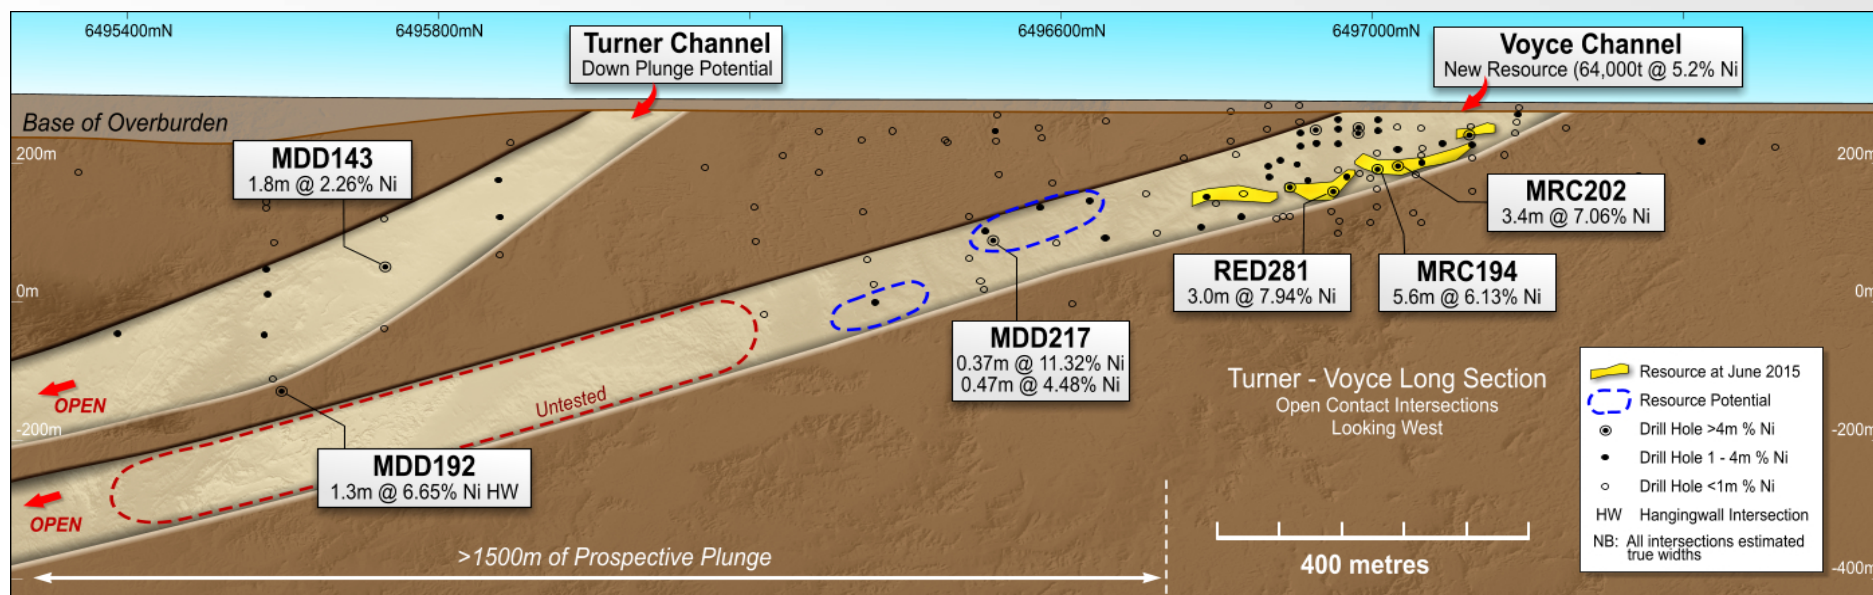 6495400mN
6495800mN
6496600mN
6497000mN
Turner Channel
Down Plunge Potential
Voyce Channel
New Resource (64,000t @ 5.2% Ni
Base of Overburden
200m
200m
MDD143
1.8m @ 2.26% Ni
MRC202
3.4m @ 7.06% Ni
RED281
3.0m @ 7.94% Ni
MRC194
5.6m @ 6.13% Ni
0m
0m
MDD217
0.37m @ 11.32% Ni
0.47m @ 4.48% Ni
OPEN
Untested
Turner - Voyce Long Section
Open Contact Intersections
Looking West
-200m
-200m
MDD192
1.3m @ 6.65% Ni HW
OPEN
>1500m of Prospective Plunge
400 metres
Resource at June 2015
Resource Potential
Drill Hole >4m % Ni
Drill Hole 1 - 4m % Ni
Drill Hole <1m % Ni
HW Hangingwall Intersection
NB: All intersections estimated
true widths
-400m